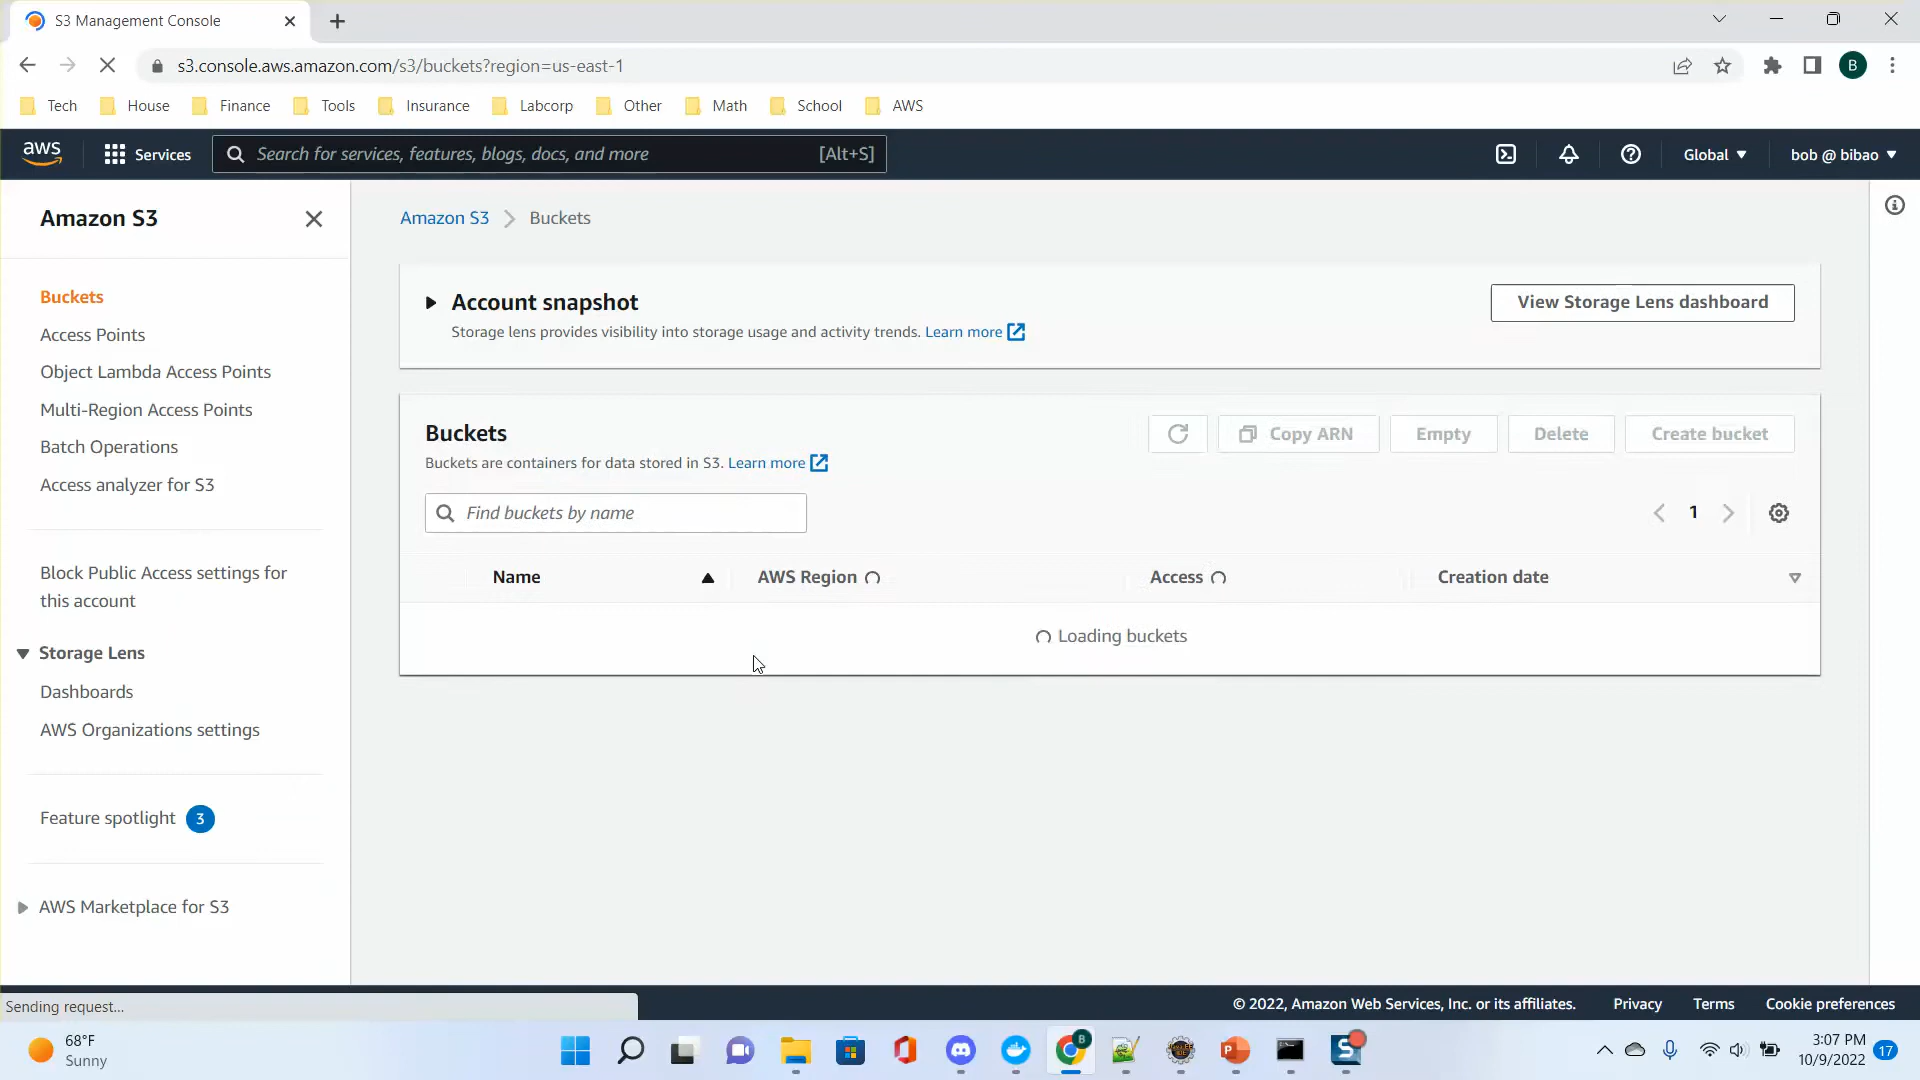 S3 Management Console
s3.console.aws.amazon.com/s3/buckets?region=us-east-1
B
Tech
House
Finance
Tools
Insurance
Labcorp
Other
Math
School
AWS
aws
Services
Search for services, features, blogs, docs, and more
[Alt+S]
Global
bob @ bibao
Amazon S3
Buckets
Access Points
Object Lambda Access Points
Multi-Region Access Points
Batch Operations
Access analyzer for S3
Block Public Access settings for
this account
Storage Lens
Dashboards
AWS Organizations settings
Feature spotlight
3
AWS Marketplace for S3
Amazon S3
Buckets
Account snapshot
Storage lens provides visibility into storage usage and activity trends. Learn more
View Storage Lens dashboard
Buckets
Buckets are containers for data stored in S3. Learn more
Copy ARN
Empty
Delete
Create bucket
Find buckets by name
1
Name
AWS Region
Access
Creation date
Loading buckets
Sending request...
© 2022, Amazon Web Services, Inc. or its affiliates.
Privacy
Terms
Cookie preferences
68°F
Sunny
B
3:07 PM
10/9/2022
17